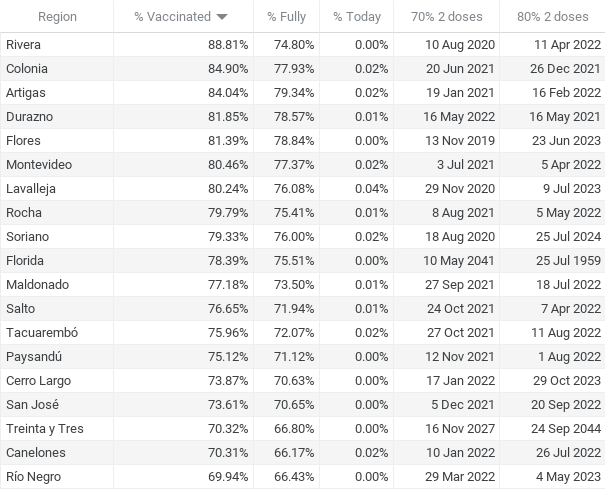 Region % Vaccinated % Fully % Today 70% 2 doses 80% 2 doses
Rivera 88.81% 74.80% 0.00% 10 Aug 2020 11 Apr 2022
Colonia 84.90% 77.93% 0.02% 20 Jun 2021 26 Dec 2021
Artigas 84.04% 79.34% 0.02% 19 Jan 2021 16 Feb 2022
Durazno 81.85% 78.57% 0.01% 16 May 2022 16 May 2021
Flores 81.39% 78.84% 0.00% 13 Nov 2019 23 Jun 2023
Montevideo 80.46% 77.37% 0.02% 3 Jul 2021 5 Apr 2022
Lavalleja 80.24% 76.08% 0.04% 29 Nov 2020 9 Jul 2023
Rocha 79.79% 75.41% 0.01% 8 Aug 2021 5 May 2022
Soriano 79.33% 76.00% 0.02% 18 Aug 2020 25 Jul 2024
Florida 78.39% 75.51% 0.00% 10 May 2041 25 Jul 1959
Maldonado 77.18% 73.50% 0.01% 27 Sep 2021 18 Jul 2022
Salto 76.65% 71.94% 0.01% 24 Oct 2021 7 Apr 2022
Tacuarembó 75.96% 72.07% 0.02% 27 Oct 2021 11 Aug 2022
Paysandú 75.12% 71.12% 0.00% 12 Nov 2021 1 Aug 2022
Cerro Largo 73.87% 70.63% 0.00% 17 Jan 2022 29 Oct 2023
San José 73.61% 70.65% 0.00% 5 Dec 2021 20 Sep 2022
Treinta y Tres 70.32% 66.80% 0.00% 16 Nov 2027 24 Sep 2044
Canelones 70.31% 66.17% 0.02% 10 Jan 2022 26 Jul 2022
Río Negro 69.94% 66.43% 0.00% 29 Mar 2022 4 May 2023